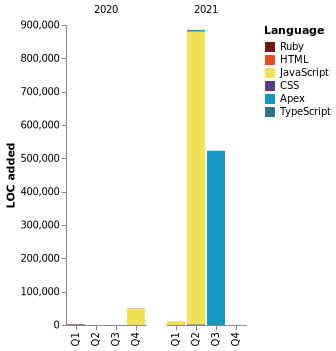 2020
2021
Language
Ruby
HTML
JavaScript
CSS
Apex
TypeScript
LOC added
900,000
800,000
700,000
600,000
500,000
400,000
300,000
200,000
100,000
0
Q1
Q2
Q3
Q4
Q1
Q2
Q3
Q4